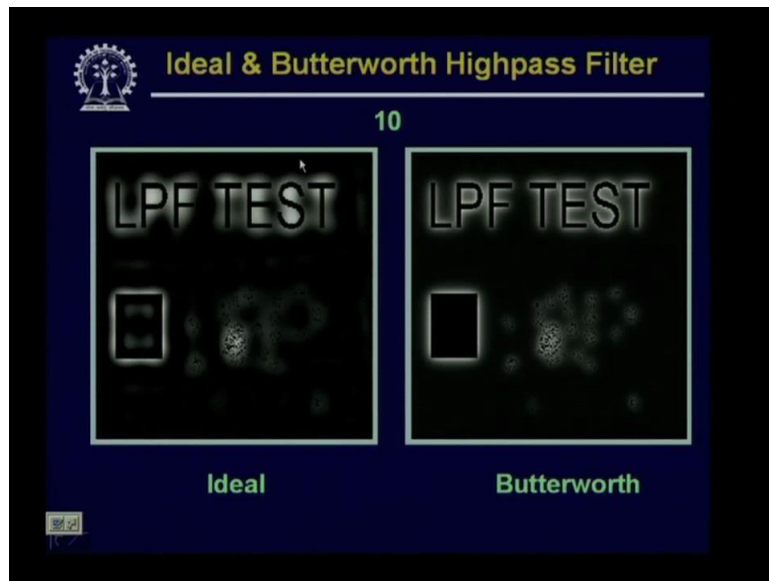 Ideal & Butterworth Highpass Filter
10
LPF TEST
LPF TEST
Ideal
Butterworth